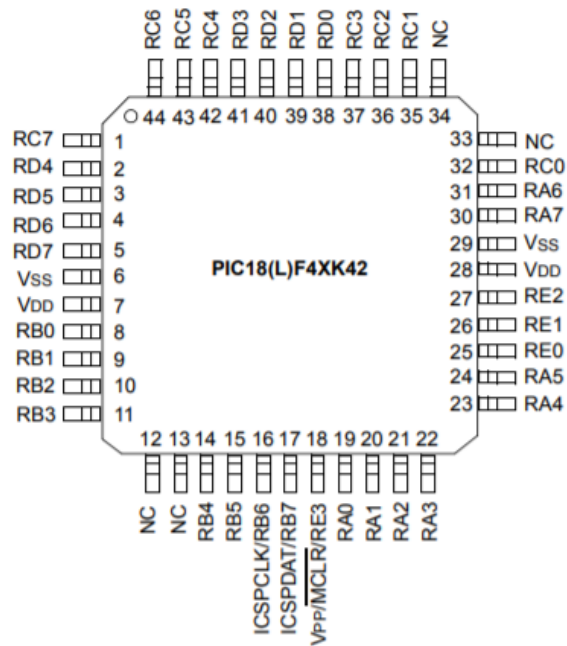 RC6
RC5
RC4
RD3
RD2
RD1
RD0
RC3
RC2
RC1
NC
44 43 42 41 40 39 38 37 36 35 34
RC7 1
RD4 2
RD5 3
RD6 4
RD7 5
VSS 6
VDD 7
RB0 8
RB1 9
RB2 10
RB3 11
PIC18(L)F4XK42
33 NC
32 RC0
31 RA6
30 RA7
29 VSS
28 VDD
27 RE2
26 RE1
25 RE0
24 RA5
23 RA4
12 13 14 15 16 17 18 19 20 21 22
NC
NC
RB4
RB5
ICSPCLK/RB6
ICSPDAT/RB7
VPP/MCLR/RE3
RA0
RA1
RA2
RA3